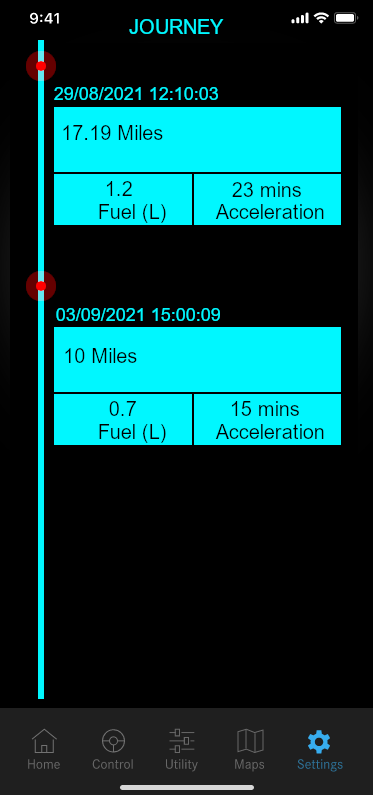 9:41
JOURNEY
29/08/2021 12:10:03
17.19 Miles
1.2
Fuel (L)
23 mins
Acceleration
03/09/2021 15:00:09
10 Miles
0.7
Fuel (L)
15 mins
Acceleration
Home Control Utility Maps Settings